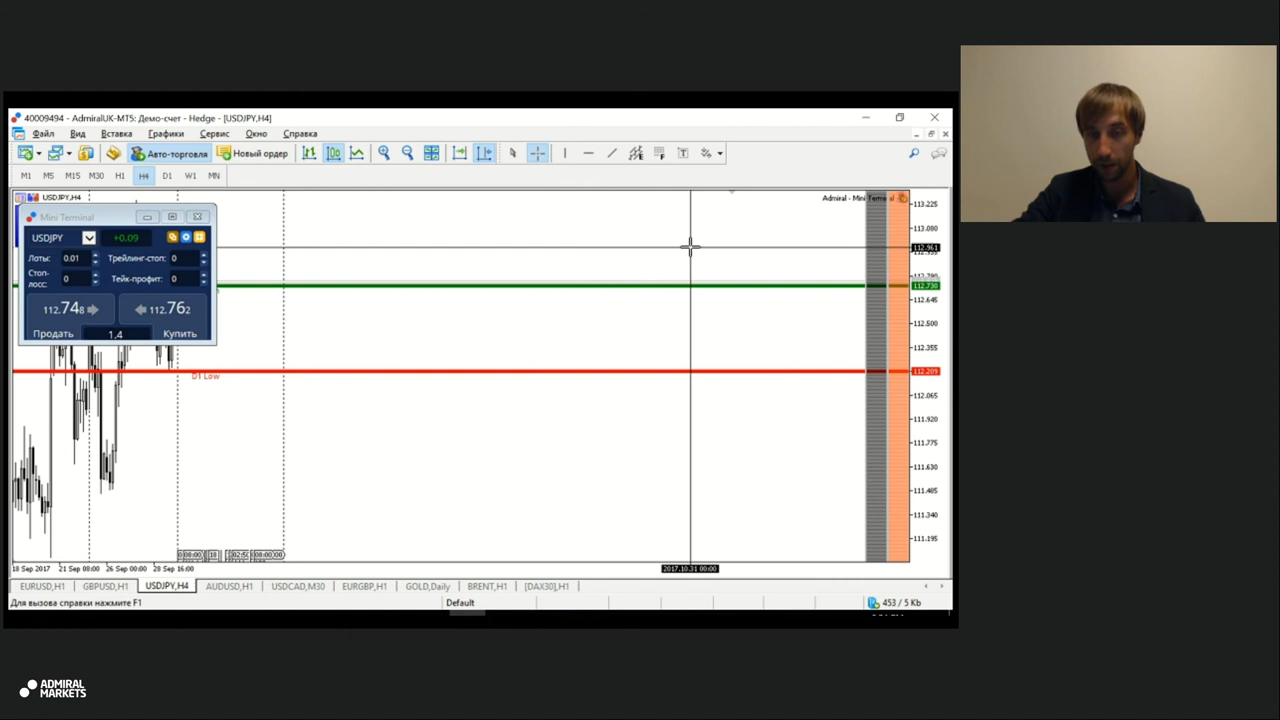 40009494 - AdmiralUK-MT5: Демо-счет - Hedge - [USDJPY,H4]
Файл Вид Вставка Графики Сервис Окно Справка
Авто-торговля Новый ордер
M1 M5 M15 M30 H1 H4 D1 W1 MN
USDJPY,H4
Admiral - Mini Terminal
113.225
Mini Terminal
113.080
USDJPY +0.09
112.961
Лоты: 0.01 Трейлинг-стоп: 0
Стоп-лосс: 0 Тейк-профит: 0
112.730
112.645
112.748 112.762
112.500
Продать 1.4 Купить
112.355
D1 Low
112.209
112.065
111.920
111.775
111.630
111.485
111.340
111.195
18 Sep 2017 21 Sep 08:00 26 Sep 00:00 28 Sep 16:00 2017.10.31 00:00
EURUSD,H1 GBPUSD,H1 USDJPY,H4 AUDUSD,H1 USDCAD,M30 EURGBP,H1 GOLD,Daily BRENT,H1 [DAX30],H1
Для вызова справки нажмите F1 Default 453 / 5 Kb
ADMIRAL
MARKETS